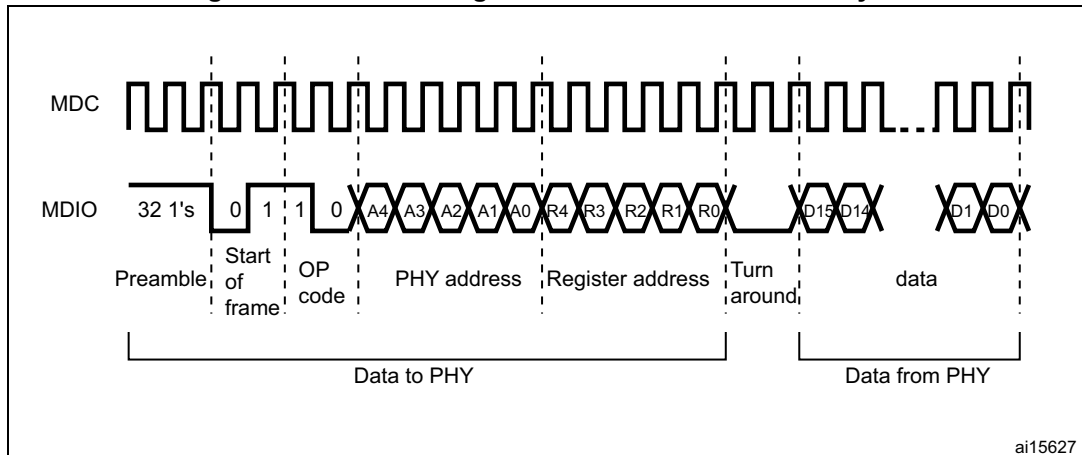 MDC
MDIO
32 1's 0 1 1 0 A4 A3 A2 A1 A0 R4 R3 R2 R1 R0 D15 D14 D1 D0
Preamble
Start
of
frame
OP
code
PHY address
Register address
Turn
around
data
Data to PHY
Data from PHY
ai15627